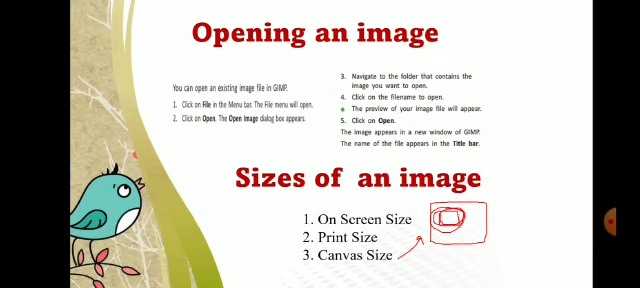 Opening an image
You can open an existing image file in GIMP.
1. Click on File in the Menu bar. The File menu will open.
2. Click on Open. The Open Image dialog box appears.
3. Navigate to the folder that contains the
image you want to open.
4. Click on the filename to open.
The preview of your image file will appear.
5. Click on Open.
The image appears in a new window of GIMP.
The name of the file appears in the Title bar.
Sizes of an image
1. On Screen Size
2. Print Size
3. Canvas Size